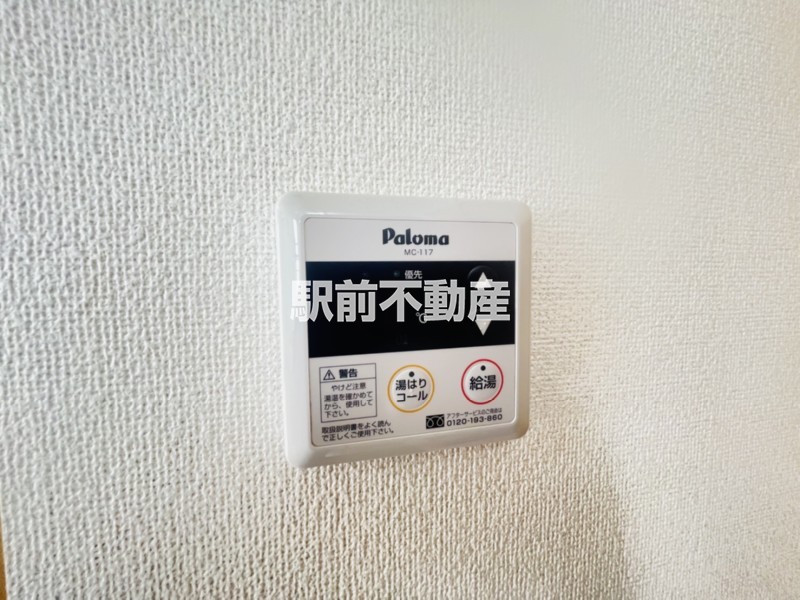 Paloma
MC-117
優先
駅前不動産
℃
警告
やけど注意
湯温を確かめて
から、使用して
下さい。
湯はり
コール
給湯
取扱説明書をよく読ん
で正しくご使用下さい。
アフターサービスのご用命は
0120-193-860